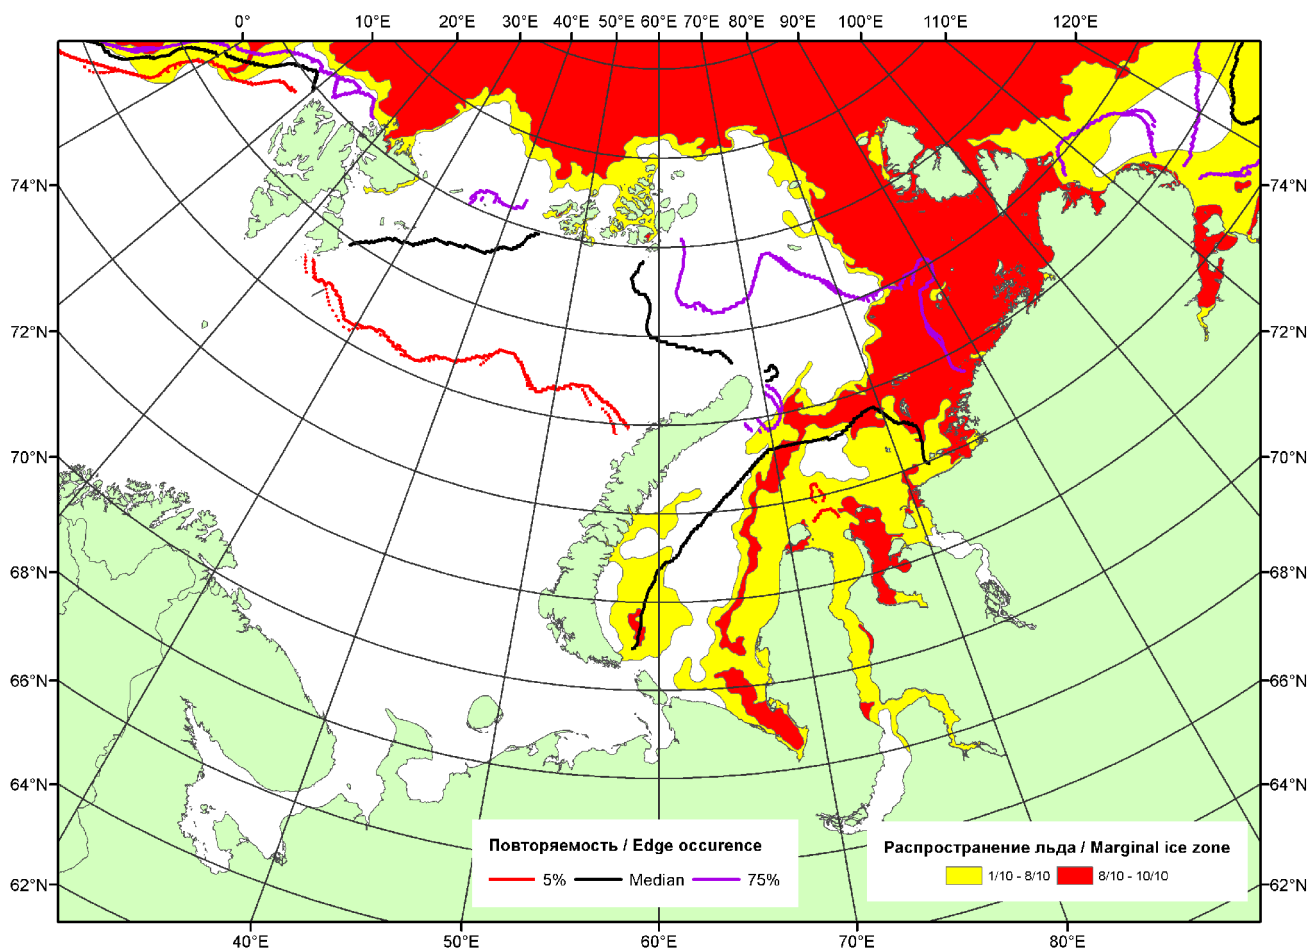 0° 10°E 20°E 30°E 40°E 50°E 60°E 70°E 80°E 90°E 100°E 110°E 120°E
74°N 74°N
72°N 72°N
70°N 70°N
68°N 68°N
66°N 66°N
64°N 64°N
62°N 62°N
Повторяемость / Edge occurence
5% Median 75%
Распространение льда / Marginal ice zone
1/10 - 8/10 8/10 - 10/10
40°E 50°E 60°E 70°E 80°E